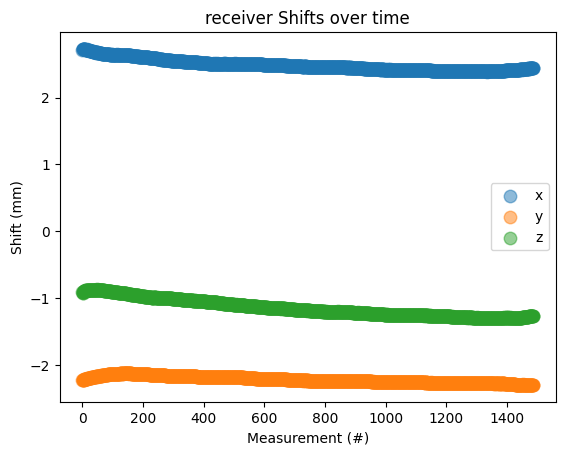 receiver Shifts over time
Shift (mm)
2
1
0
−1
−2
x
y
z
0 200 400 600 800 1000 1200 1400
Measurement (#)